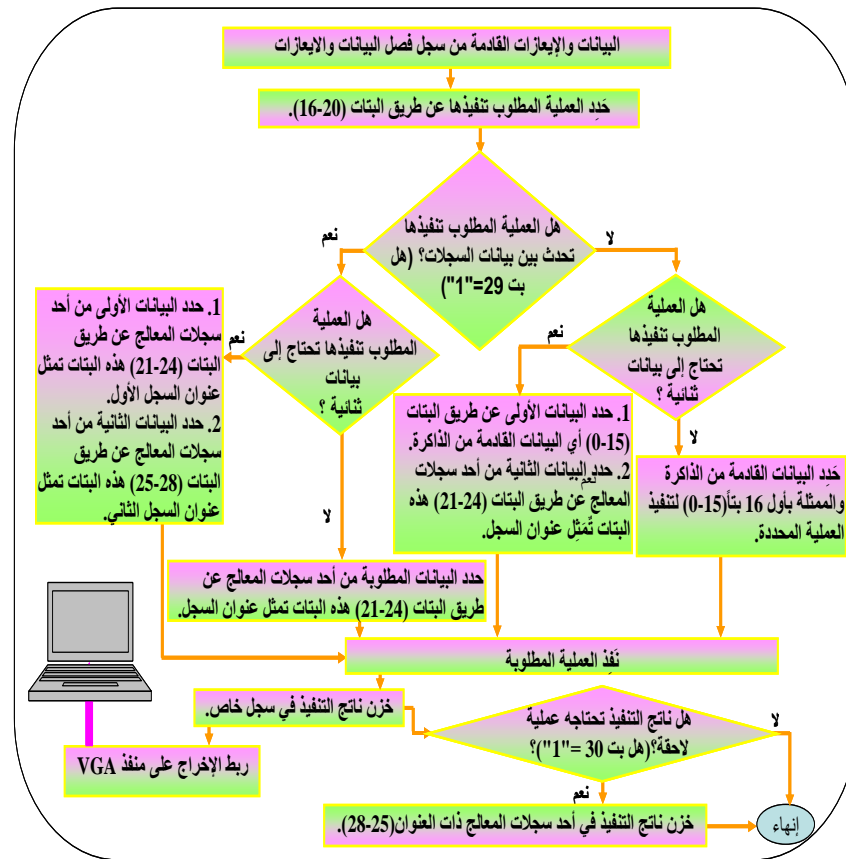 البيانات والإيعازات القادمة من سجل فصل البيانات والايعازات
حَدِد العملية المطلوب تنفيذها عن طريق البتات (20-16).
هل العملية المطلوب تنفيذها
تحدث بين بيانات السجلات؟ (هل
بت 29="1")
نعم
لا
هل العملية
المطلوب تنفيذها تحتاج إلى
بيانات
ثنائية ؟
نعم
لا
هل العملية
المطلوب تنفيذها
تحتاج إلى بيانات
ثنائية ؟
نعم
لا
1. حدد البيانات الأولى من أحد
سجلات المعالج عن طريق
البتات (24-21) هذه البتات تمثل
عنوان السجل الأول.
2. حدد البيانات الثانية من أحد
سجلات المعالج عن طريق
البتات (28-25) هذه البتات تمثل
عنوان السجل الثاني.
1. حدد البيانات الأولى عن طريق البتات
(15-0) أي البيانات القادمة من الذاكرة.
2. حدد البيانات الثانية من أحد سجلات
نعم
المعالج عن طريق البتات (24-21) هذه
البتات تُمَثِل عنوان السجل.
حَدِد البيانات القادمة من الذاكرة
والممثلة بأول 16 بتاً(15-0) لتنفيذ
العملية المحددة.
حدد البيانات المطلوبة من أحد سجلات المعالج عن
طريق البتات (24-21) هذه البتات تمثل عنوان السجل.
نَفِذ العملية المطلوبة
خزن ناتج التنفيذ في سجل خاص.
ربط الإخراج على منفذ VGA
هل ناتج التنفيذ تحتاجه عملية
لاحقة؟(هل بت 30 ="1")؟
لا
نعم
خزن ناتج التنفيذ في أحد سجلات المعالج ذات العنوان(25-28).
إنهاء